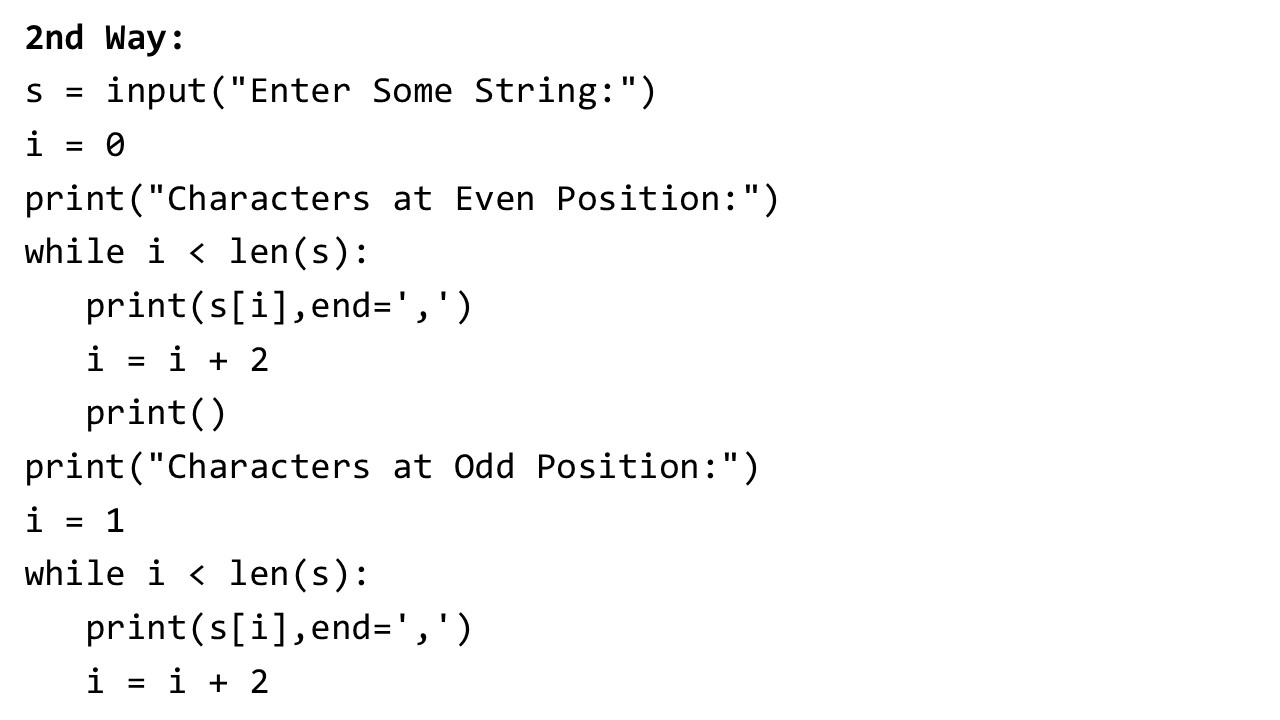 2nd Way:
s = input("Enter Some String:")
i = 0
print("Characters at Even Position:")
while i < len(s):
   print(s[i],end=',')
   i = i + 2
   print()
print("Characters at Odd Position:")
i = 1
while i < len(s):
   print(s[i],end=',')
   i = i + 2